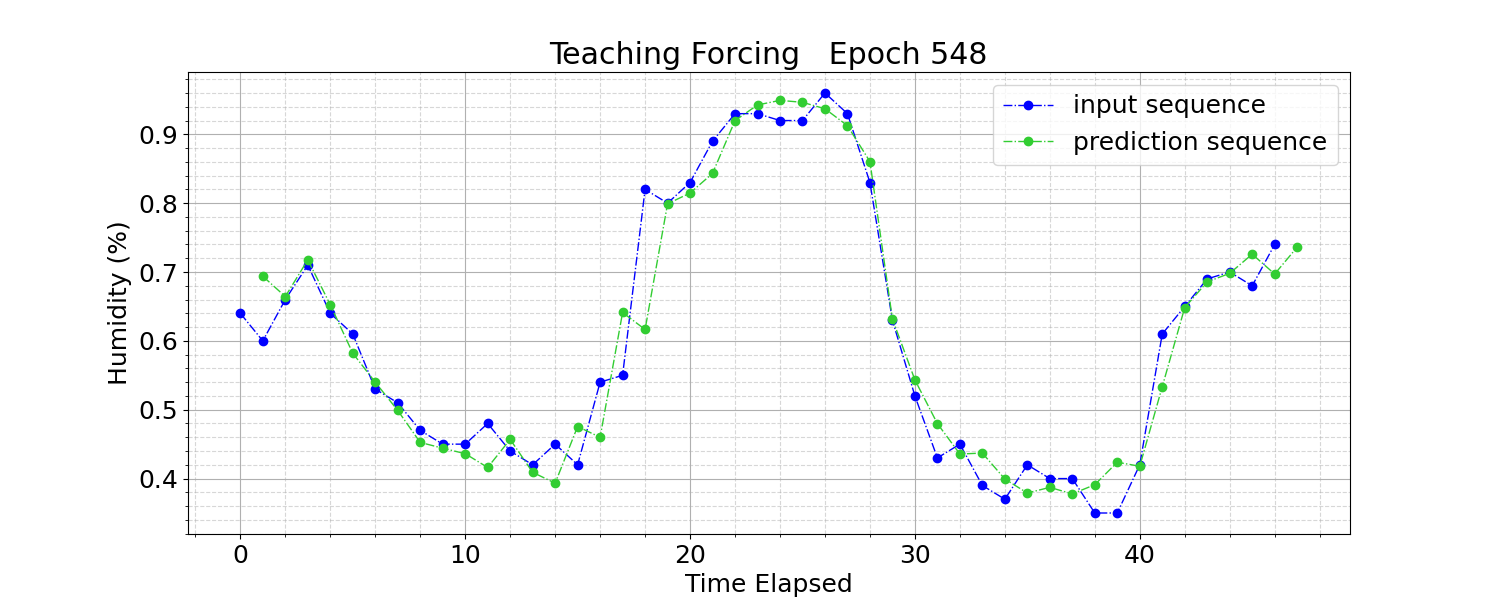 Teaching Forcing   Epoch 548
input sequence
prediction sequence
Humidity (%)
0.9
0.8
0.7
0.6
0.5
0.4
0 10 20 30 40
Time Elapsed